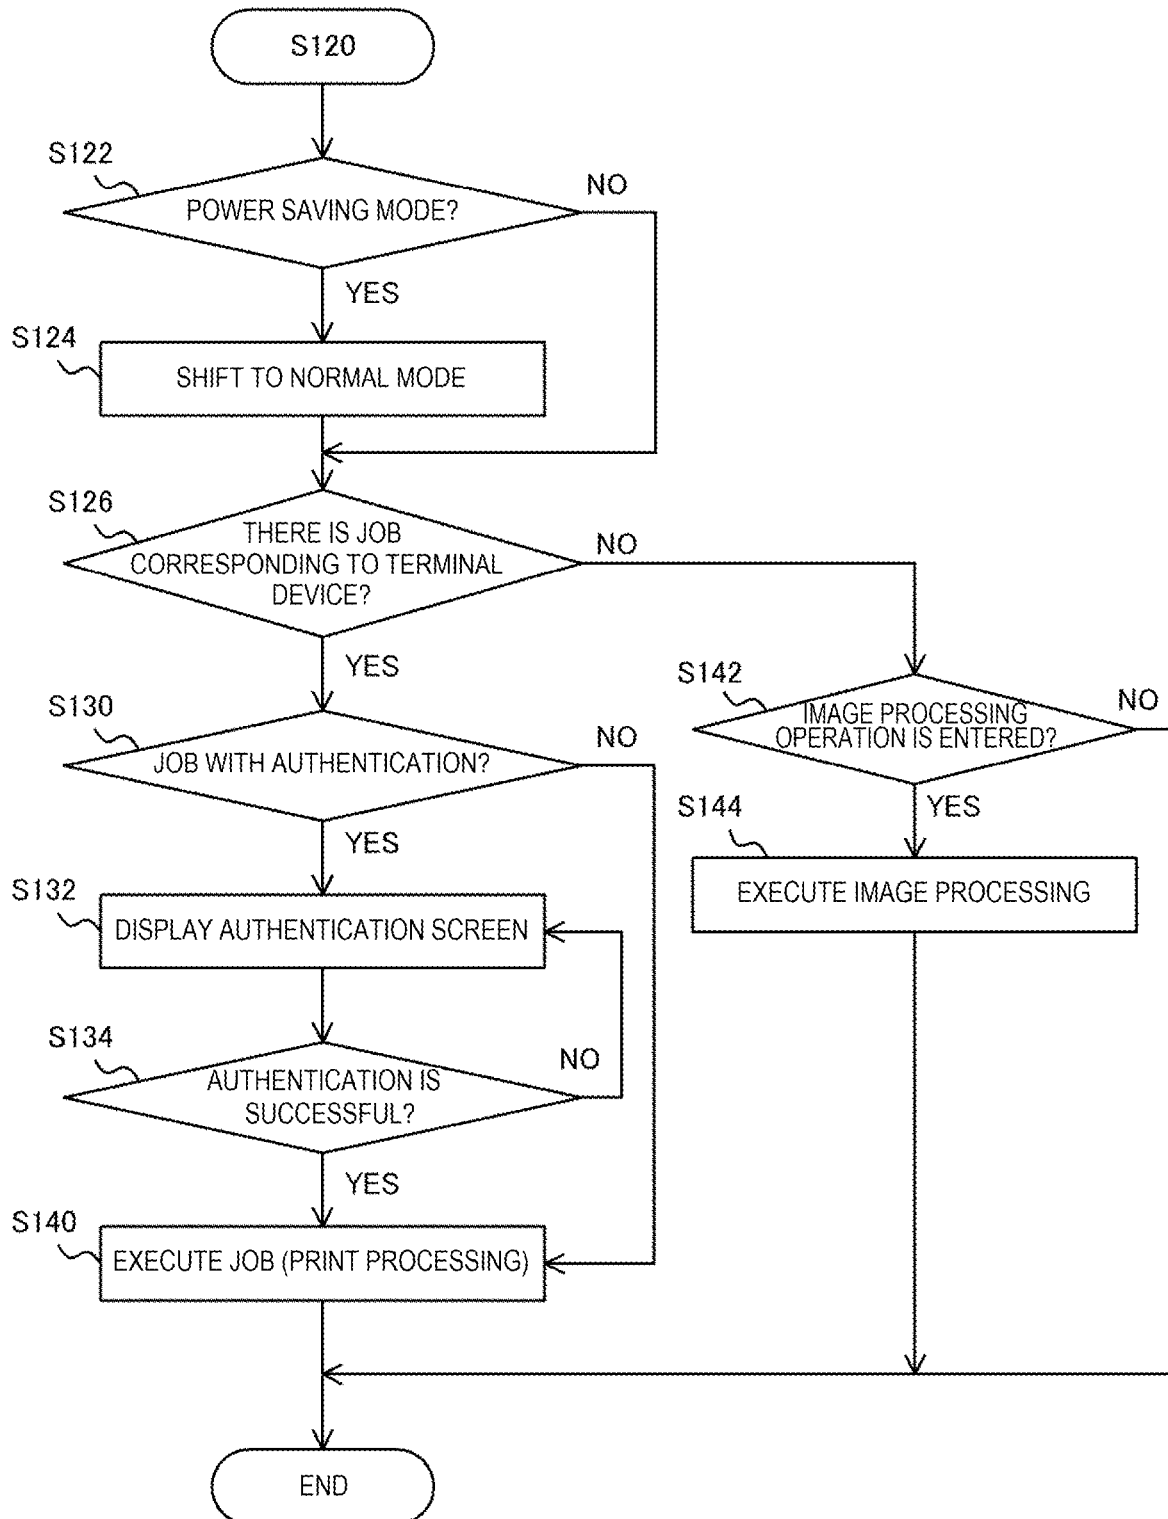 S120
S122
POWER SAVING MODE?
NO
YES
S124
SHIFT TO NORMAL MODE
S126
THERE IS JOB
CORRESPONDING TO TERMINAL
DEVICE?
NO
YES
S142
IMAGE PROCESSING
OPERATION IS ENTERED?
NO
YES
S130
JOB WITH AUTHENTICATION?
NO
YES
S144
EXECUTE IMAGE PROCESSING
S132
DISPLAY AUTHENTICATION SCREEN
S134
AUTHENTICATION IS
SUCCESSFUL?
NO
YES
S140
EXECUTE JOB (PRINT PROCESSING)
END